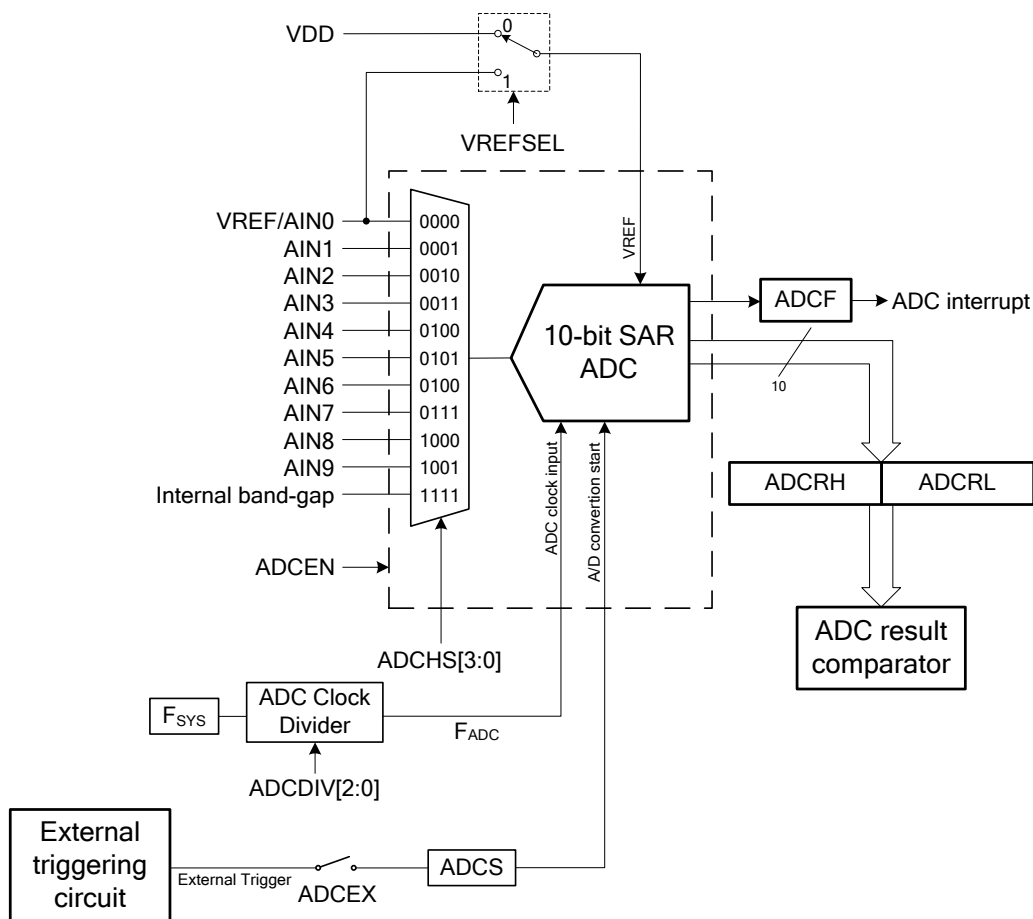 VDD
0
1
VREFSEL
VREF/AIN0
0000
AIN1
0001
AIN2
0010
AIN3
0011
AIN4
0100
AIN5
0101
AIN6
0100
AIN7
0111
AIN8
1000
AIN9
1001
Internal band-gap
1111
VREF
10-bit SAR
ADC
ADCF
ADC interrupt
10
ADCRH
ADCRL
ADC result
comparator
ADC clock input
A/D convertion start
ADCEN
ADCHS[3:0]
FSYS
ADC Clock
Divider
FADC
ADCDIV[2:0]
External
triggering
circuit
External Trigger
ADCEX
ADCS